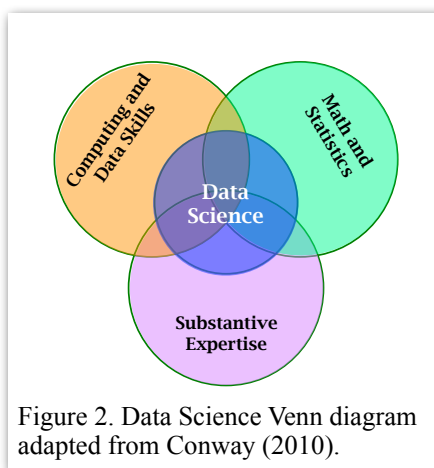 Computing and
Data Skills
Math and
Statistics
Data
Science
Substantive
Expertise
Figure 2. Data Science Venn diagram
adapted from Conway (2010).